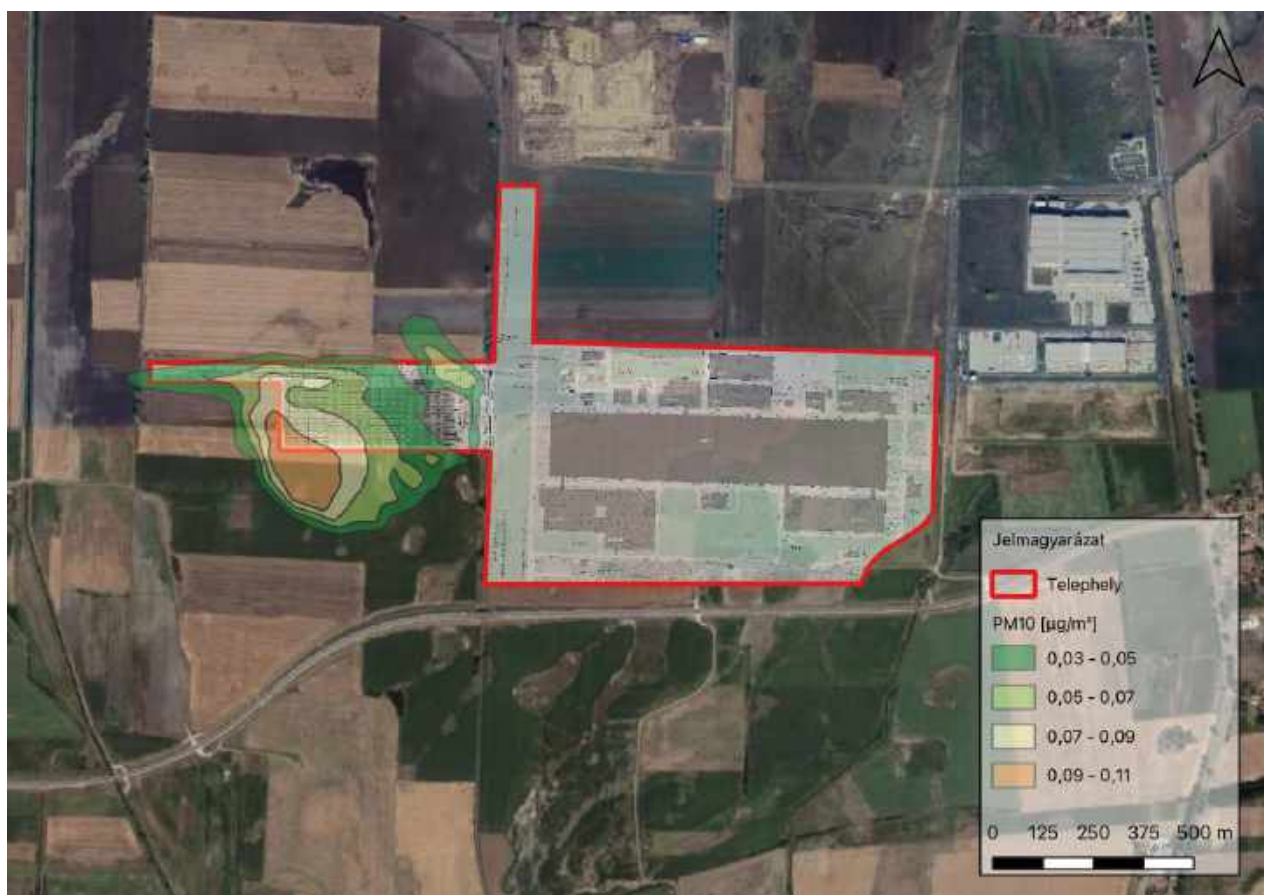 Jelmagyarázat
Telephely
PM10 [µg/m³]
0,03 - 0,05
0,05 - 0,07
0,07 - 0,09
0,09 - 0,11
0 125 250 375 500 m